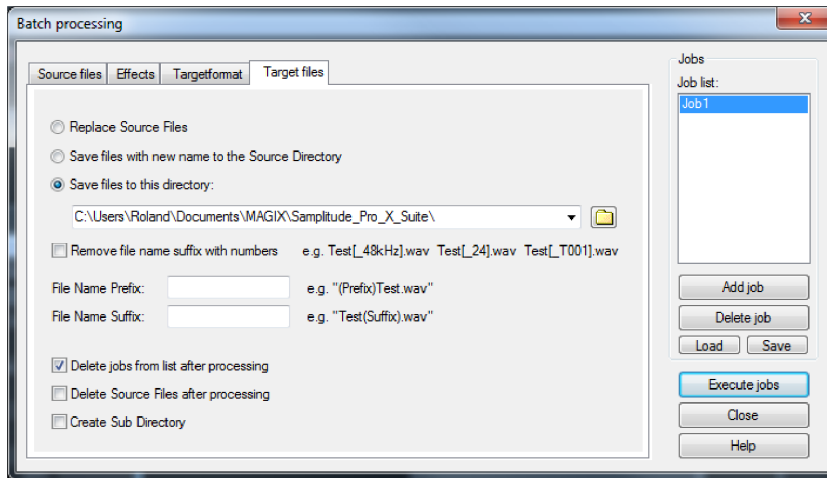 Batch processing
Source files Effects Targetformat Target files
Replace Source Files
Save files with new name to the Source Directory
Save files to this directory:
C:\Users\Roland\Documents\MAGIX\Samplitude_Pro_X_Suite\
Remove file name suffix with numbers e.g. Test[_48kHz].wav Test[_24].wav Test[_T001].wav
File Name Prefix: e.g. "(Prefix)Test.wav"
File Name Suffix: e.g. "Test(Suffix).wav"
Delete jobs from list after processing
Delete Source Files after processing
Create Sub Directory
Jobs
Job list:
Job1
Add job
Delete job
Load Save
Execute jobs
Close
Help